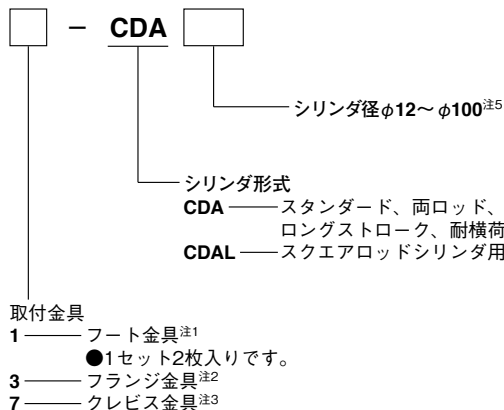 － CDA
シリンダ径φ12～φ100注5
シリンダ形式
CDA スタンダード、両ロッド、
ロングストローク、耐横荷
CDAL スクエアロッドシリンダ用
取付金具
1 フート金具注1
●1セット2枚入りです。
3 フランジ金具注2
7 クレビス金具注3